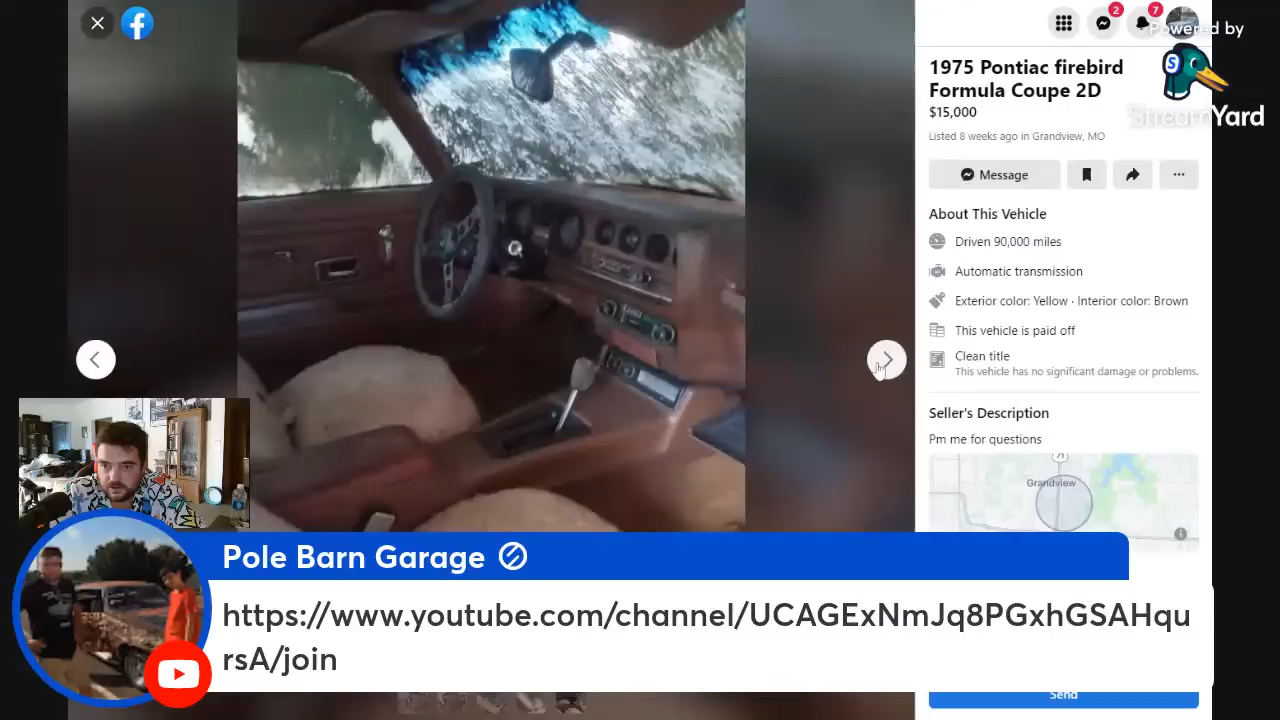 2
7
Powered by
1975 Pontiac firebird
Formula Coupe 2D
$15,000
StreamYard
Listed 8 weeks ago in Grandview, MO
Message
About This Vehicle
Driven 90,000 miles
Automatic transmission
Exterior color: Yellow · Interior color: Brown
This vehicle is paid off
Clean title
This vehicle has no significant damage or problems.
Seller's Description
Pm me for questions
71
Grandview
Pole Barn Garage
https://www.youtube.com/channel/UCAGExNmJq8PGxhGSAHqu
rsA/join
Send